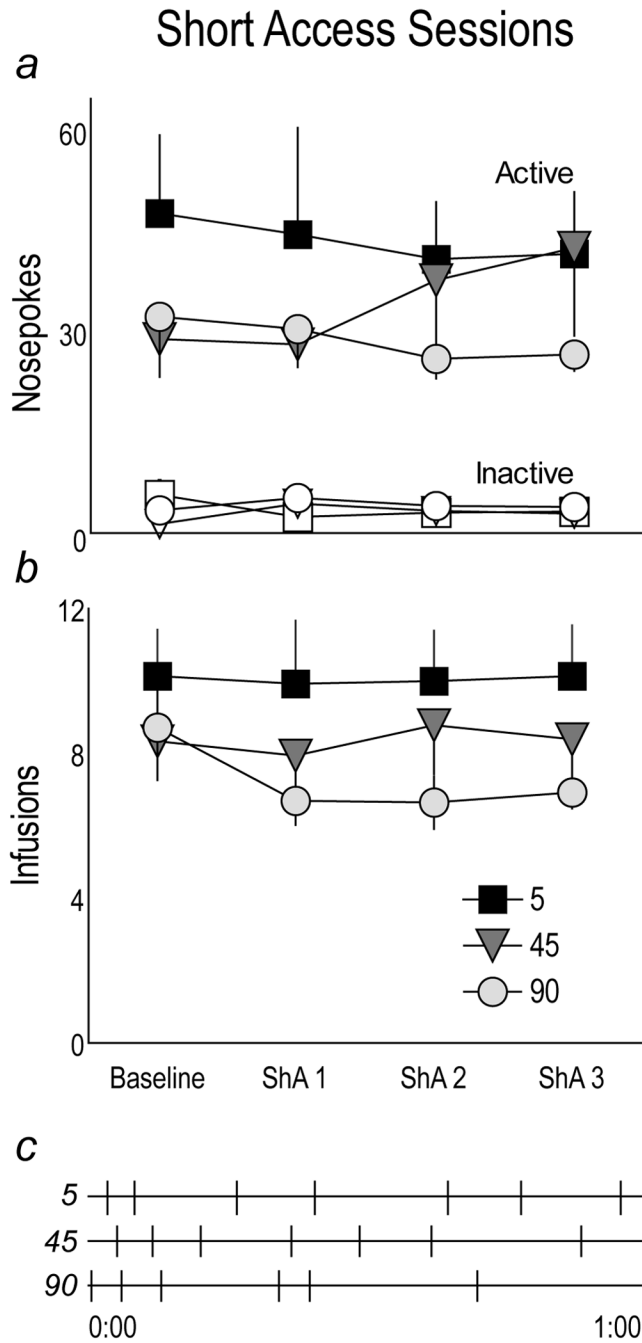 Short Access Sessions
a
60
Active
Nosepokes
30
Inactive
0
b
12
8
Infusions
4
5
45
90
0
Baseline ShA 1 ShA 2 ShA 3
c
5
45
90
0:00 1:00